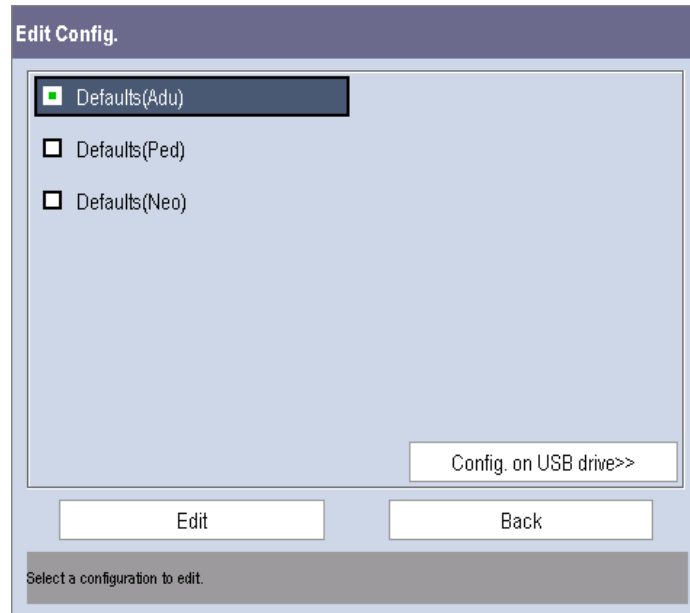 Edit Config.
Defaults(Adu)
Defaults(Ped)
Defaults(Neo)
Config. on USB drive>>
Edit Back
Select a configuration to edit.